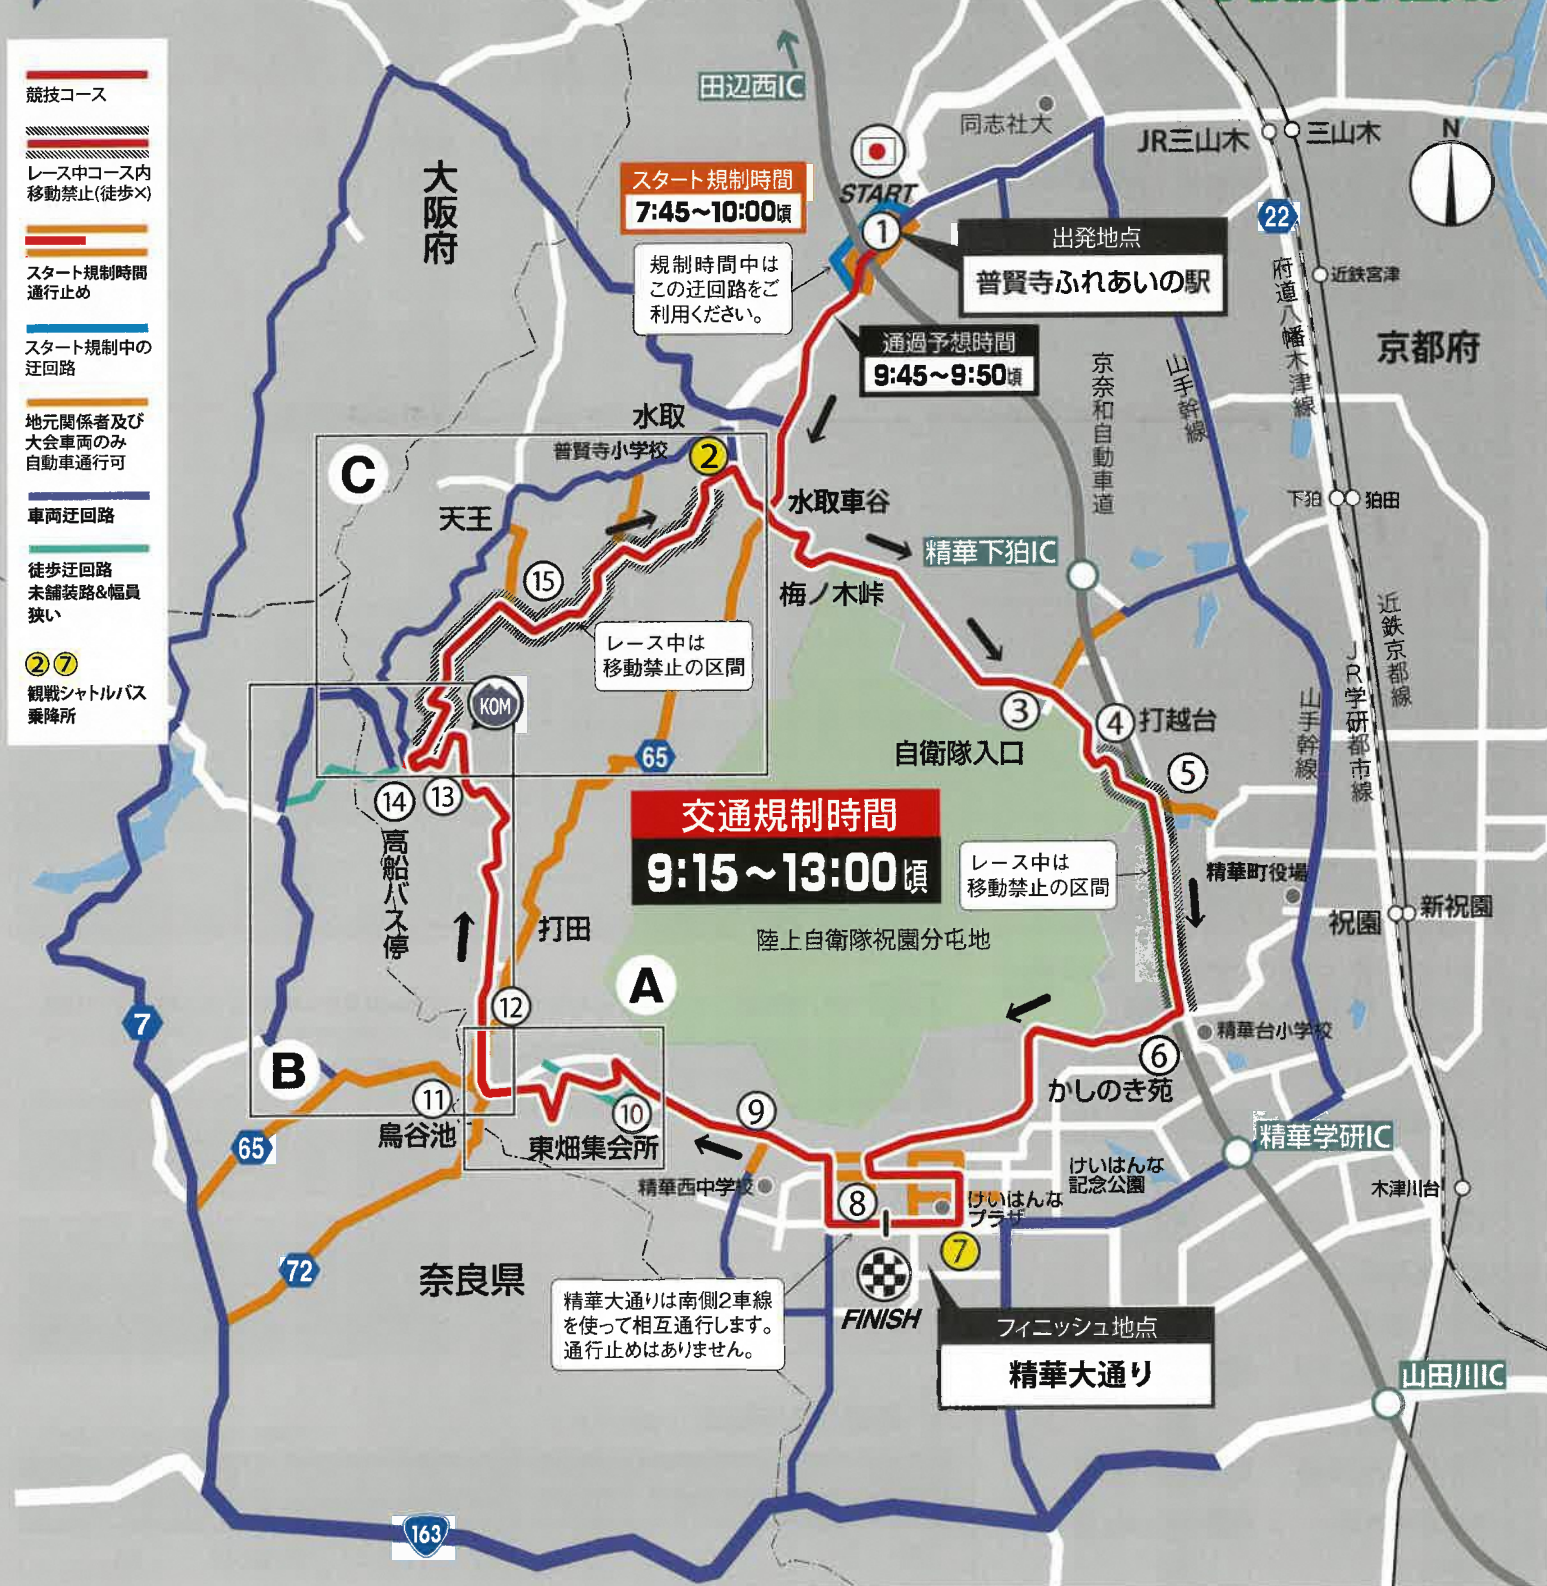 競技コース
レース中コース内
移動禁止(徒歩×)
スタート規制時間
通行止め
スタート規制中の
迂回路
地元関係者及び
大会車両のみ
自動車通行可
車両迂回路
徒歩迂回路
未舗装路&幅員
狭い
② ⑦
観戦シャトルバス
乗降所
田辺西IC
同志社大
JR三山木
三山木
N
START
①
スタート規制時間
7:45～10:00頃
規制時間中は
この迂回路をご
利用ください。
出発地点
普賢寺ふれあいの駅
通過予想時間
9:45～9:50頃
大阪府
京都府
22
府道八幡木津線
近鉄宮津
山手幹線
京奈和自動車道
水取
普賢寺小学校
②
C
天王
水取車谷
精華下狛IC
下狛
狛田
梅ノ木峠
⑮
レース中は
移動禁止の区間
KOM
③
④
打越台
自衛隊入口
⑤
近鉄京都線
JR学研都市線
山手幹線
65
⑭
⑬
高船バス停
交通規制時間
9:15～13:00頃
レース中は
移動禁止の区間
精華町役場
祝園
新祝園
打田
陸上自衛隊祝園分屯地
A
⑫
7
B
精華台小学校
⑥
かしのき苑
⑪
鳥谷池
⑩
東畑集会所
⑨
65
精華学研IC
けいはんな
記念公園
精華西中学校
⑧
けいはんな
プラザ
木津川台
⑦
72
奈良県
精華大通りは南側2車線
を使って相互通行します。
通行止めはありません。
FINISH
フィニッシュ地点
精華大通り
山田川IC
163